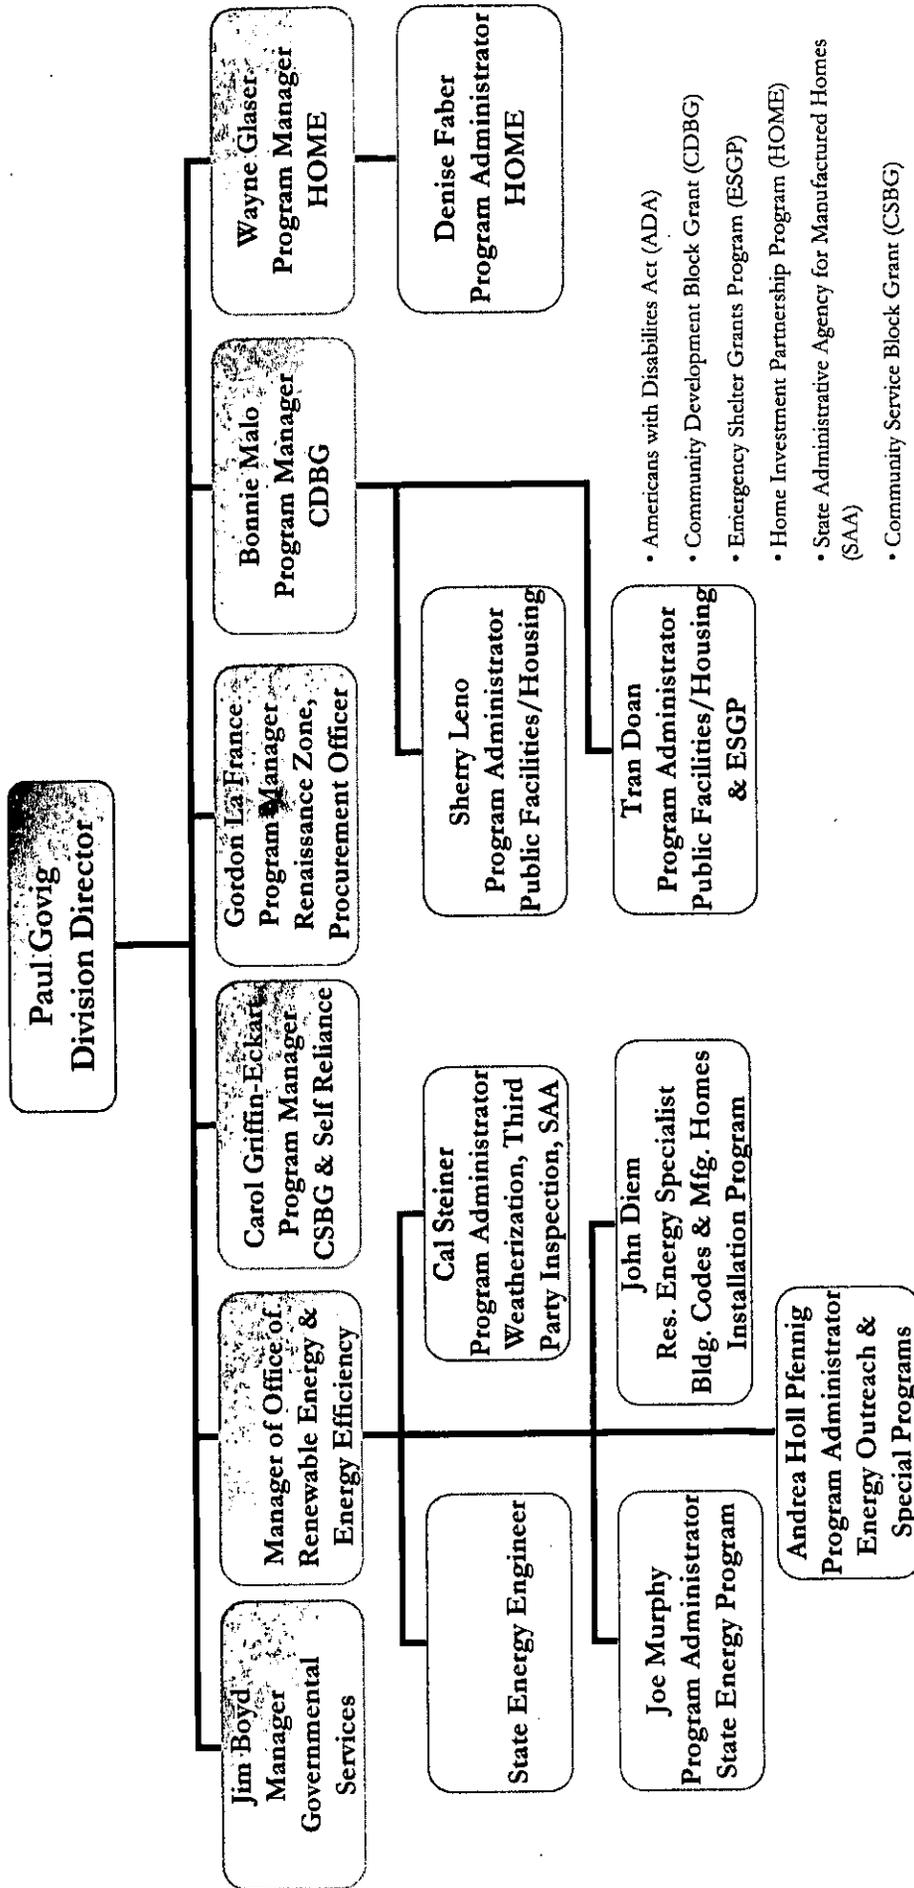 Paul Govig
Division Director
Jim Boyd
Manager
Governmental
Services
Manager of Office of
Renewable Energy &
Energy Efficiency
Carol Griffin-Eckart
Program Manager
CSBG & Self Reliance
Gordon La France
Program Manager
Renaissance Zone,
Procurement Officer
Bonnie Malo
Program Manager
CDBG
Wayne Glaser
Program Manager
HOME
State Energy Engineer
Cal Steiner
Program Administrator
Weatherization, Third
Party Inspection, SAA
Sherry Leno
Program Administrator
Public Facilities/Housing
Denise Faber
Program Administrator
HOME
Joe Murphy
Program Administrator
State Energy Program
John Diem
Res. Energy Specialist
Bldg. Codes & Mfg. Homes
Installation Program
Tran Doan
Program Administrator
Public Facilities/Housing
& ESGP
Andrea Holl Pfennig
Program Administrator
Energy Outreach &
Special Programs
• Americans with Disabilites Act (ADA)
• Community Development Block Grant (CDBG)
• Emergency Shelter Grants Program (ESGP)
• Home Investment Partnership Program (HOME)
• State Administrative Agency for Manufactured Homes
(SAA)
• Community Service Block Grant (CSBG)